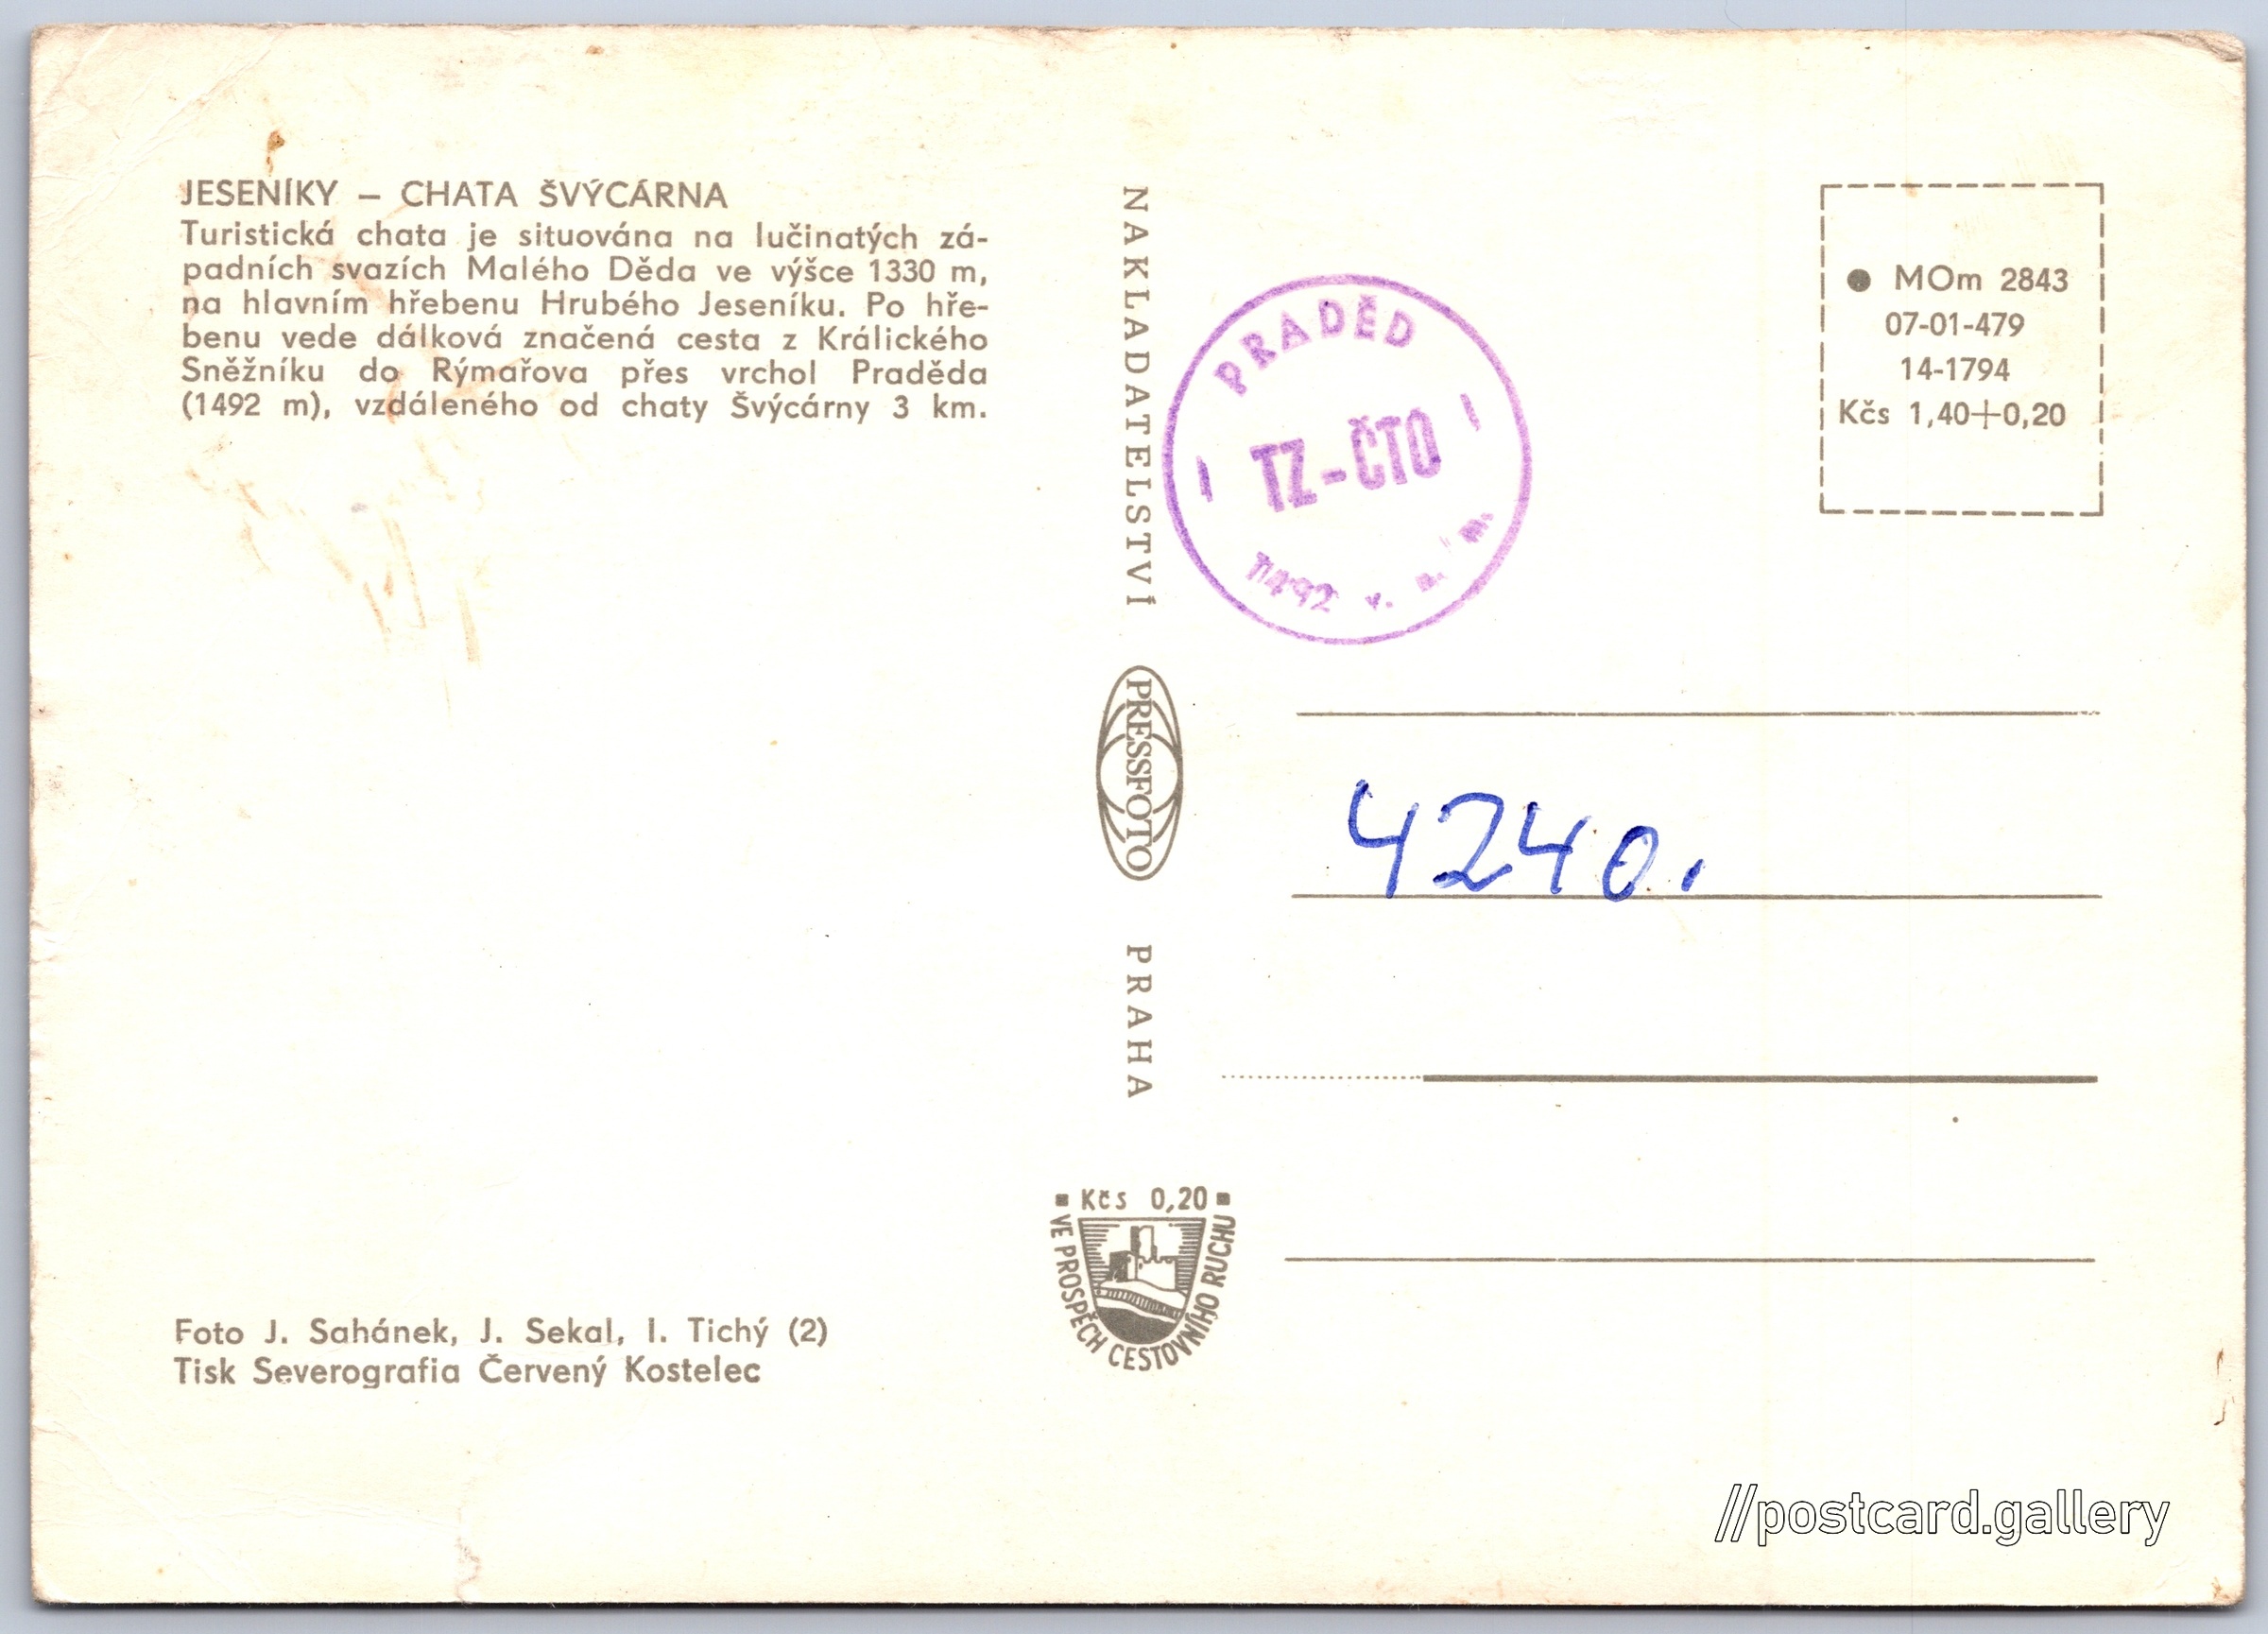 JESENÍKY – CHATA ŠVÝCÁRNA
Turistická chata je situována na lučinatých zá-
padních svazích Malého Děda ve výšce 1330 m,
na hlavním hřebenu Hrubého Jeseníku. Po hře-
benu vede dálková značená cesta z Králického
Sněžníku do Rýmařova přes vrchol Praděda
(1492 m), vzdáleného od chaty Švýcárny 3 km.
Foto J. Sahánek, J. Sekal, I. Tichý (2)
Tisk Severografia Červený Kostelec
NAKLADATELSTVÍ
PRESSFOTO
PRAHA
Kčs 0,20
VE PROSPĚCH CESTOVNÍHO RUCHU
PRADĚD
TZ-ČTO
1492 v. n. m.
● MOm 2843
07-01-479
14-1794
Kčs 1,40+0,20
4240.
//postcard.gallery